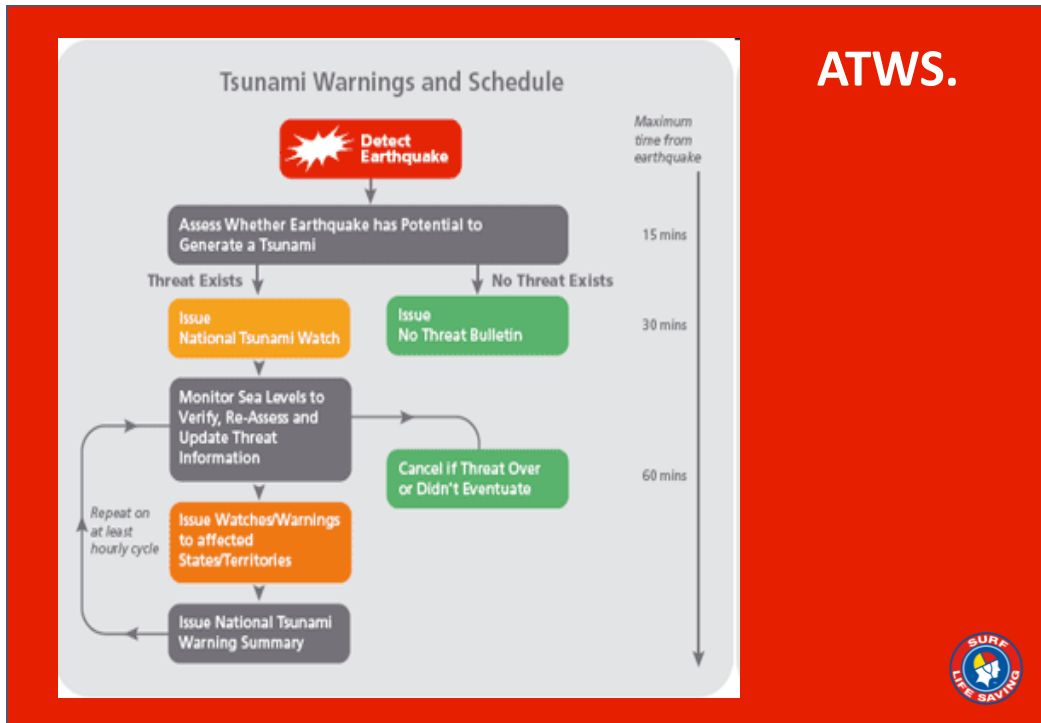 ATWS.
Tsunami Warnings and Schedule
Maximum
time from
earthquake
Detect
Earthquake
Assess Whether Earthquake has Potential to
Generate a Tsunami
15 mins
Threat Exists
No Threat Exists
Issue
National Tsunami Watch
Issue
No Threat Bulletin
30 mins
Monitor Sea Levels to
Verify, Re-Assess and
Update Threat
Information
Cancel if Threat Over
or Didn't Eventuate
60 mins
Repeat on
at least
hourly cycle
Issue Watches/Warnings
to affected
States/Territories
Issue National Tsunami
Warning Summary
SURF
LIFE SAVING